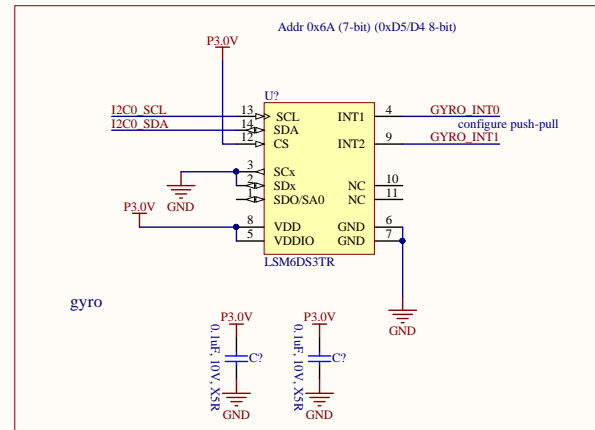 Addr 0x6A (7-bit) (0xD5/D4 8-bit)
P3.0V
U?
I2C0_SCL 13 SCL INT1 4 GYRO_INT0
I2C0_SDA 14 SDA configure push-pull
12 CS INT2 9 GYRO_INT1
3 SCx
2 SDx NC 10
1 SDO/SA0 NC 11
GND
P3.0V
8 VDD GND 6
5 VDDIO GND 7
LSM6DS3TR
gyro
GND
P3.0V P3.0V
0.1uF, 10V, X5R C? 0.1uF, 10V, X5R C?
GND GND